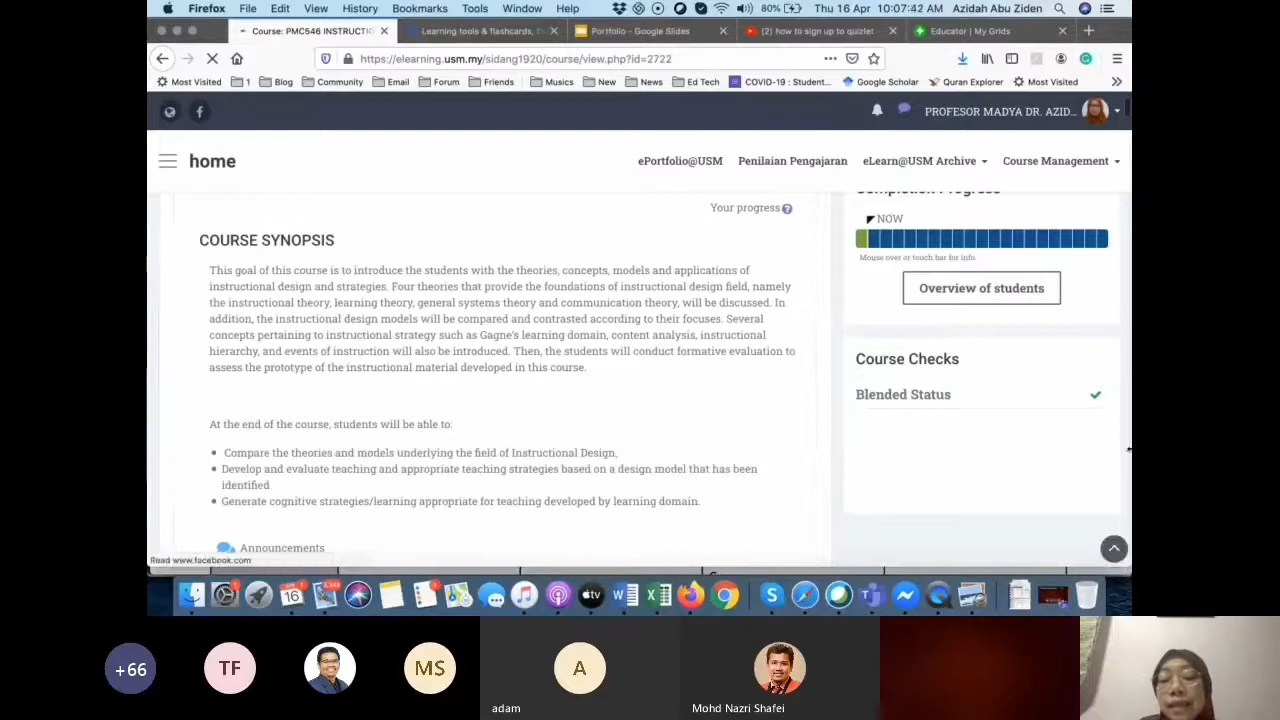 Firefox File Edit View History Bookmarks Tools Window Help 80% Thu 16 Apr 10:07:42 AM Azidah Abu Ziden
Course: PMC546 INSTRUCTIO Learning tools & flashcards, th Portfolio - Google Slides (2) how to sign up to quizlet - Educator | My Grids
https://elearning.usm.my/sidang1920/course/view.php?id=2722
Most Visited 1 Blog Community Email Forum Friends Musics New News Ed Tech COVID-19 : Student... Google Scholar Quran Explorer Most Visited
PROFESOR MADYA DR. AZID...
home ePortfolio@USM Penilaian Pengajaran eLearn@USM Archive Course Management
Your progress
COURSE SYNOPSIS
This goal of this course is to introduce the students with the theories, concepts, models and applications of
instructional design and strategies. Four theories that provide the foundations of instructional design field, namely
the instructional theory, learning theory, general systems theory and communication theory, will be discussed. In
addition, the instructional design models will be compared and contrasted according to their focuses. Several
concepts pertaining to instructional strategy such as Gagne's learning domain, content analysis, instructional
hierarchy, and events of instruction will also be introduced. Then, the students will conduct formative evaluation to
assess the prototype of the instructional material developed in this course.
At the end of the course, students will be able to:
Compare the theories and models underlying the field of Instructional Design,
Develop and evaluate teaching and appropriate teaching strategies based on a design model that has been
identified
Generate cognitive strategies/learning appropriate for teaching developed by learning domain.
Announcements
Completion Progress
NOW
Mouse over or touch bar for info.
Overview of students
Course Checks
Blended Status
Read www.facebook.com
+66 TF MS A
adam Mohd Nazri Shafei